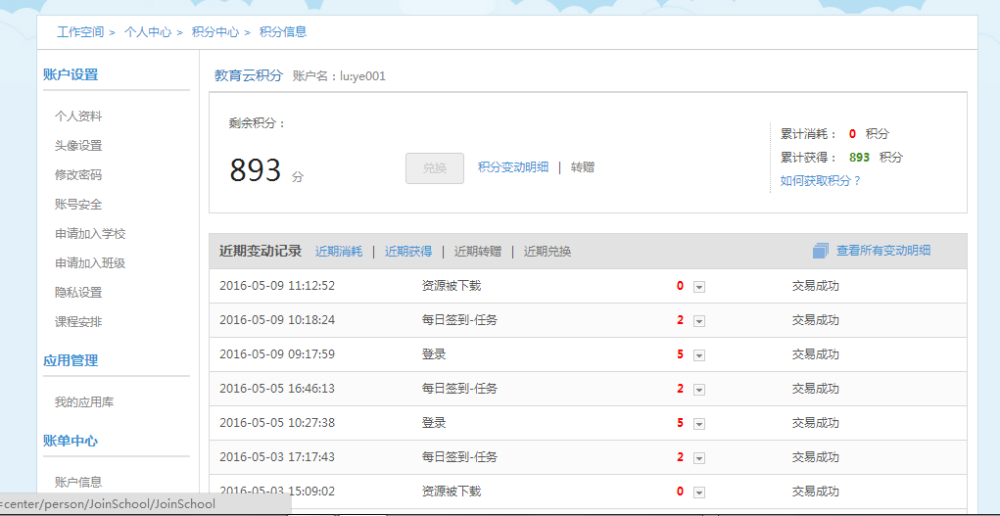 工作空间 > 个人中心 > 积分中心 > 积分信息
账户设置
个人资料
头像设置
修改密码
账号安全
申请加入学校
申请加入班级
隐私设置
课程安排
应用管理
我的应用库
账单中心
账户信息
=center/person/JoinSchool/JoinSchool
教育云积分 账户名：lu:ye001
剩余积分：
893 分
兑换 积分变动明细 | 转赠
累计消耗： 0 积分
累计获得： 893 积分
如何获取积分？
近期变动记录 近期消耗 | 近期获得 | 近期转赠 | 近期兑换 查看所有变动明细
2016-05-09 11:12:52 资源被下载 0 交易成功
2016-05-09 10:18:24 每日签到-任务 2 交易成功
2016-05-09 09:17:59 登录 5 交易成功
2016-05-05 16:46:13 每日签到-任务 2 交易成功
2016-05-05 10:27:38 登录 5 交易成功
2016-05-03 17:17:43 每日签到-任务 2 交易成功
2016-05-03 15:09:02 资源被下载 0 交易成功